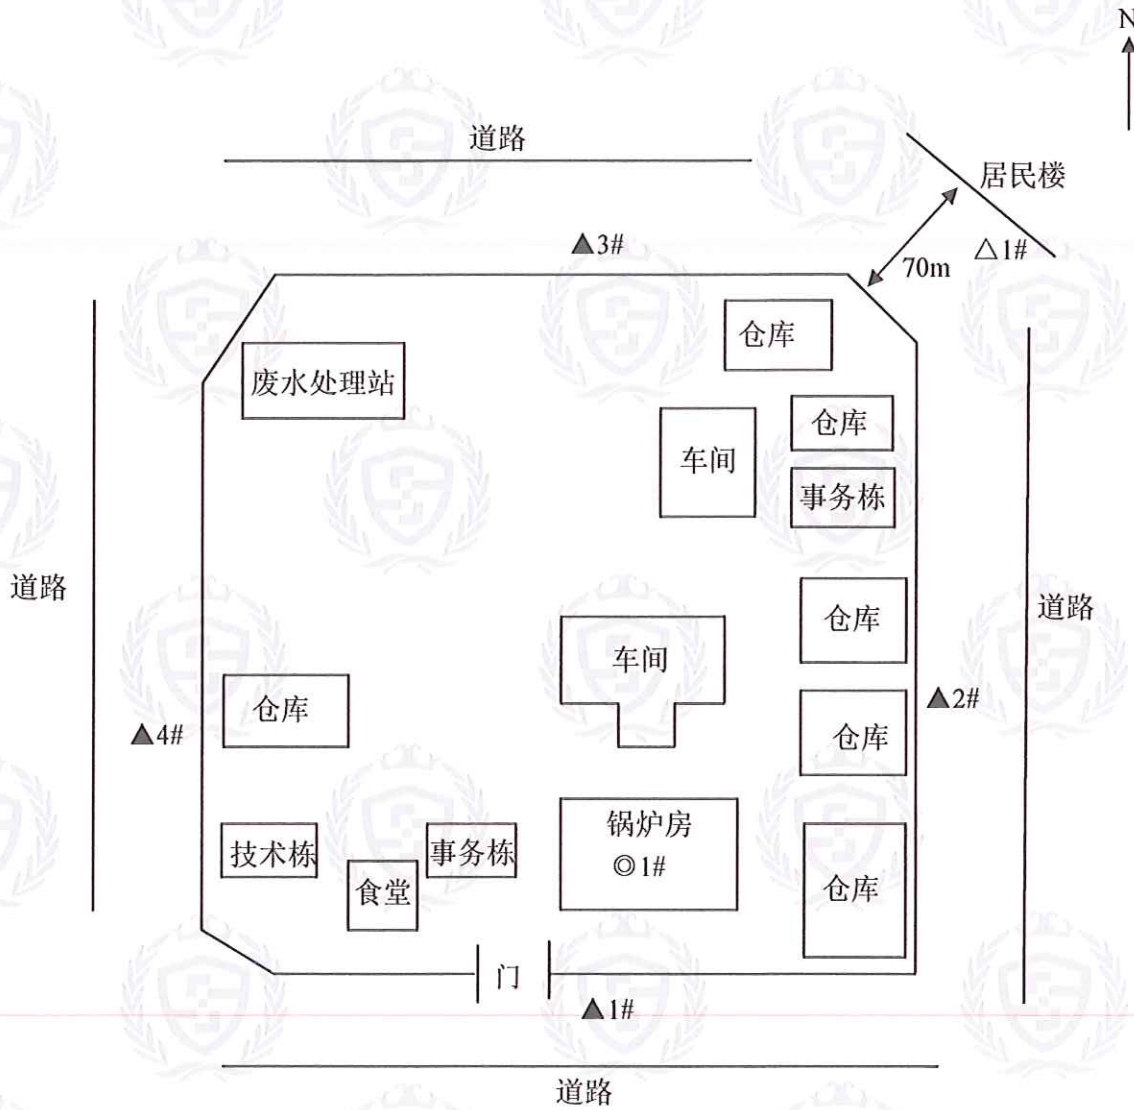 N
道路
居民楼
▲3#
△1#
70m
仓库
废水处理站
仓库
车间
事务栋
道路
仓库
道路
车间
▲2#
仓库
仓库
▲4#
锅炉房
技术栋
事务栋
◎1#
食堂
仓库
门
▲1#
道路